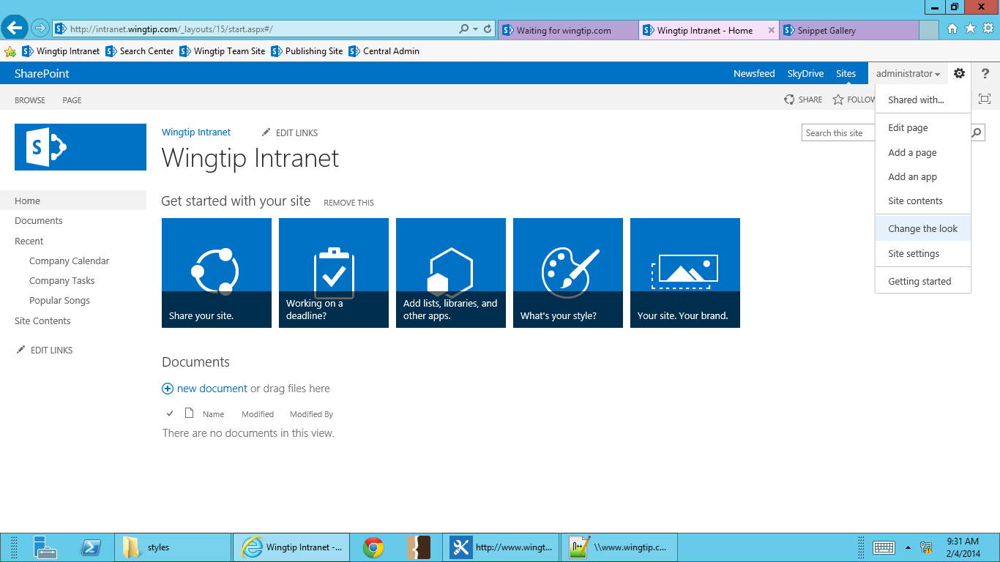 http://intranet.wingtip.com/_layouts/15/start.aspx#/
Waiting for wingtip.com
Wingtip Intranet - Home
Snippet Gallery
Wingtip Intranet
Search Center
Wingtip Team Site
Publishing Site
Central Admin
SharePoint
Newsfeed
SkyDrive
Sites
administrator
?
BROWSE
PAGE
SHARE
FOLLOW
Shared with...
Edit page
Add a page
Add an app
Site contents
Change the look
Site settings
Getting started
S
Wingtip Intranet
EDIT LINKS
Search this site
Wingtip Intranet
Home
Documents
Recent
Company Calendar
Company Tasks
Popular Songs
Site Contents
EDIT LINKS
Get started with your site
REMOVE THIS
Share your site.
Working on a
deadline?
Add lists, libraries, and
other apps.
What's your style?
Your site. Your brand.
Documents
new document or drag files here
Name
Modified
Modified By
There are no documents in this view.
styles
Wingtip Intranet -...
http://www.wingt...
\\www.wingtip.c...
9:31 AM
2/4/2014